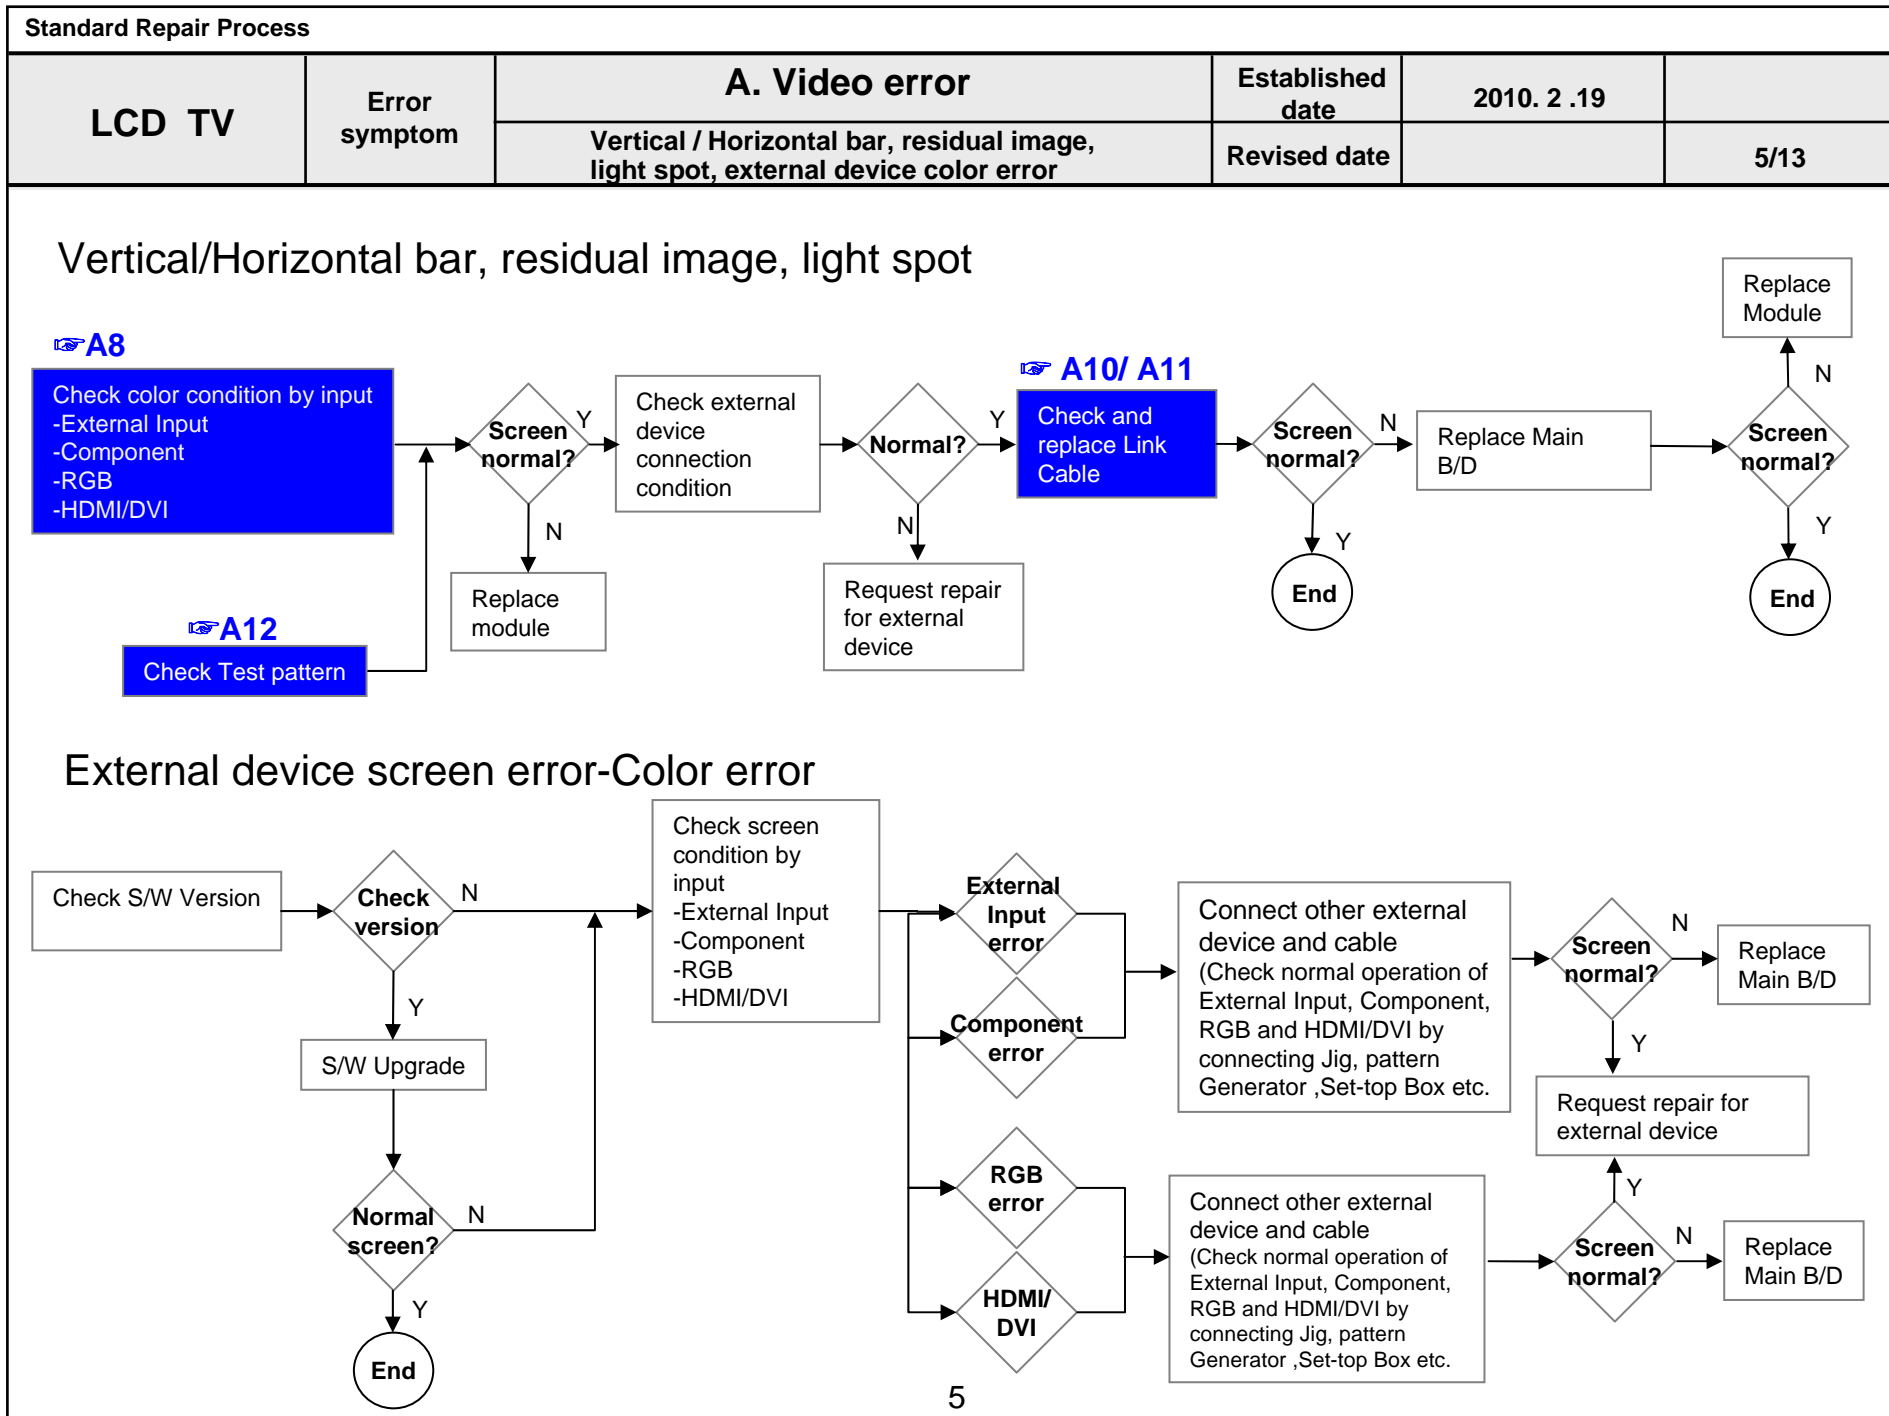 Standard Repair Process
LCD TV
Error
symptom
A. Video error
Vertical / Horizontal bar, residual image,
light spot, external device color error
Established
date
2010. 2 .19
Revised date
5/13
Vertical/Horizontal bar, residual image, light spot
☞A8
Check color condition by input
-External Input
-Component
-RGB
-HDMI/DVI
☞A12
Check Test pattern
Screen
normal?
Y
N
Replace
module
Check external
device
connection
condition
Normal?
Y
N
Request repair
for external
device
☞ A10/ A11
Check and
replace Link
Cable
Screen
normal?
N
Y
End
Replace Main
B/D
Screen
normal?
N
Replace
Module
Y
End
External device screen error-Color error
Check S/W Version
Check
version
N
Y
S/W Upgrade
Normal
screen?
N
Y
End
Check screen
condition by
input
-External Input
-Component
-RGB
-HDMI/DVI
External
Input
error
Component
error
RGB
error
HDMI/
DVI
Connect other external
device and cable
(Check normal operation of
External Input, Component,
RGB and HDMI/DVI by
connecting Jig, pattern
Generator ,Set-top Box etc.
Screen
normal?
N
Replace
Main B/D
Y
Request repair for
external device
Connect other external
device and cable
(Check normal operation of
External Input, Component,
RGB and HDMI/DVI by
connecting Jig, pattern
Generator ,Set-top Box etc.
Y
Screen
normal?
N
Replace
Main B/D
5